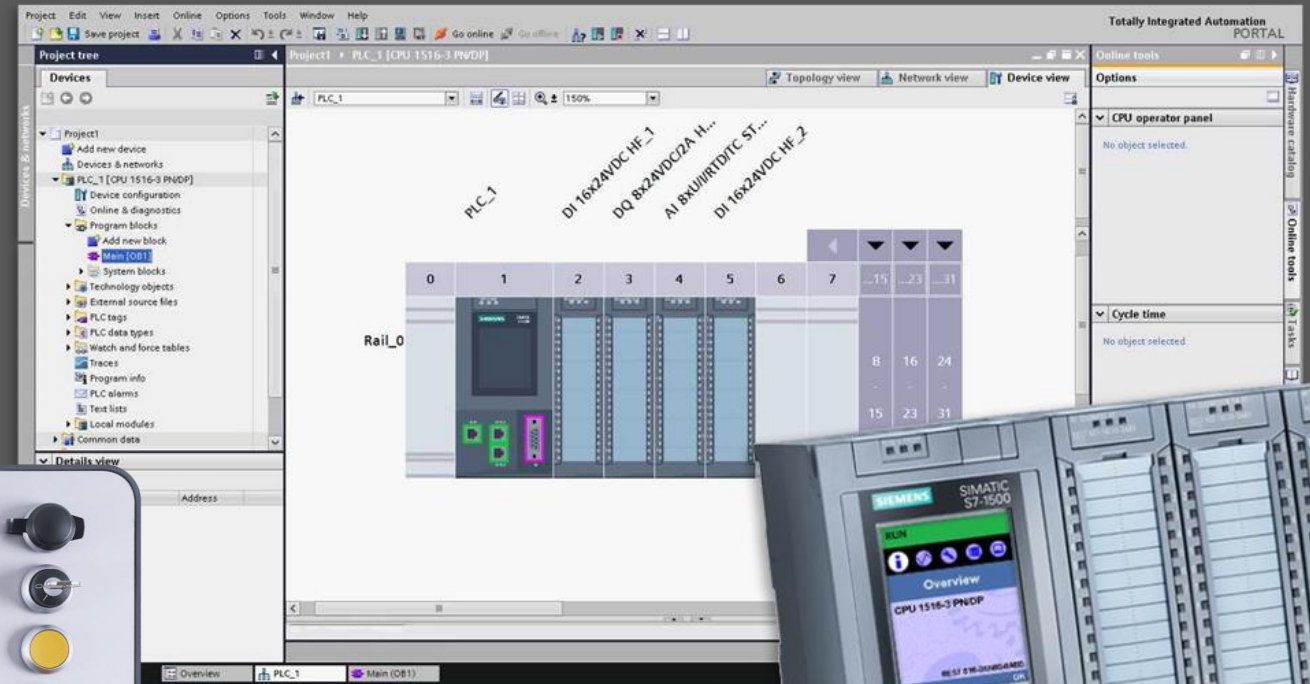 Project Edit View Insert Online Options Tools Window Help
Totally Integrated Automation
PORTAL
Save project Go online Go offline
Project tree
Project1 PLC_1 [CPU 1516-3 PN/DP]
Online tools
Devices
Topology view Network view Device view
Options
PLC_1 150%
CPU operator panel
No object selected.
Cycle time
No object selected.
Devices & networks
Project1
Add new device
Devices & networks
PLC_1 [CPU 1516-3 PN/DP]
Device configuration
Online & diagnostics
Program blocks
Add new block
Main [OB1]
System blocks
Technology objects
External source files
PLC tags
PLC data types
Watch and force tables
Traces
Program info
PLC alarms
Text lists
Local modules
Common data
Details view
Address
PLC_1
DI 16x24VDC HF_1
DQ 8x24VDC/2A H...
AI 8xU/I/RTD/TC ST...
DI 16x24VDC HF_2
0 1 2 3 4 5 6 7 ...15 ...23 ...31
Rail_0
SIEMENS
8 16 24
- - -
15 23 31
Hardware catalog
Online tools
Tasks
SIEMENS SIMATIC
S7-1500
RUN
Overview
CPU 1516-3 PN/DP
OK
Overview PLC_1 Main (OB1)